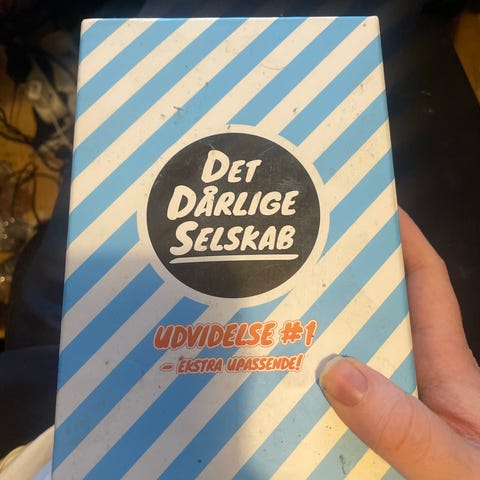 DET
DÅRLIGE
SELSKAB
UDVIDELSE #1
– EKSTRA UPASSENDE!